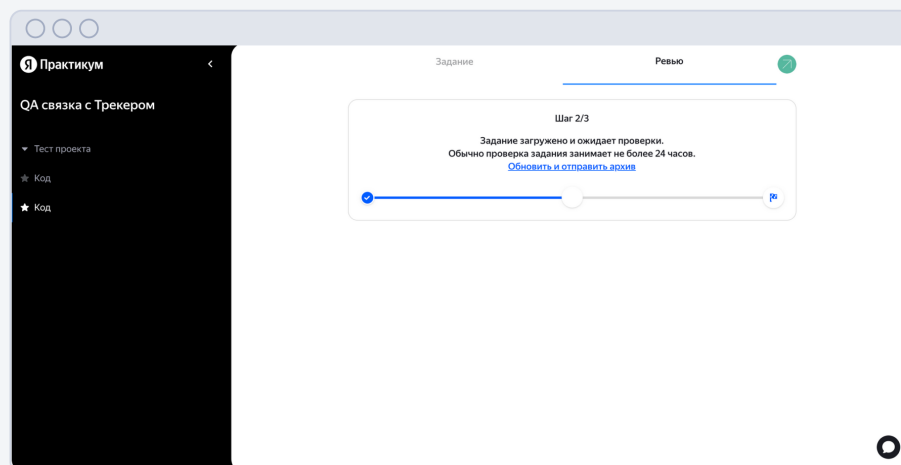 Я Практикум
QA связка с Трекером
Тест проекта
Код
Код
Задание
Ревью
Шаг 2/3
Задание загружено и ожидает проверки.
Обычно проверка задания занимает не более 24 часов.
Обновить и отправить архив